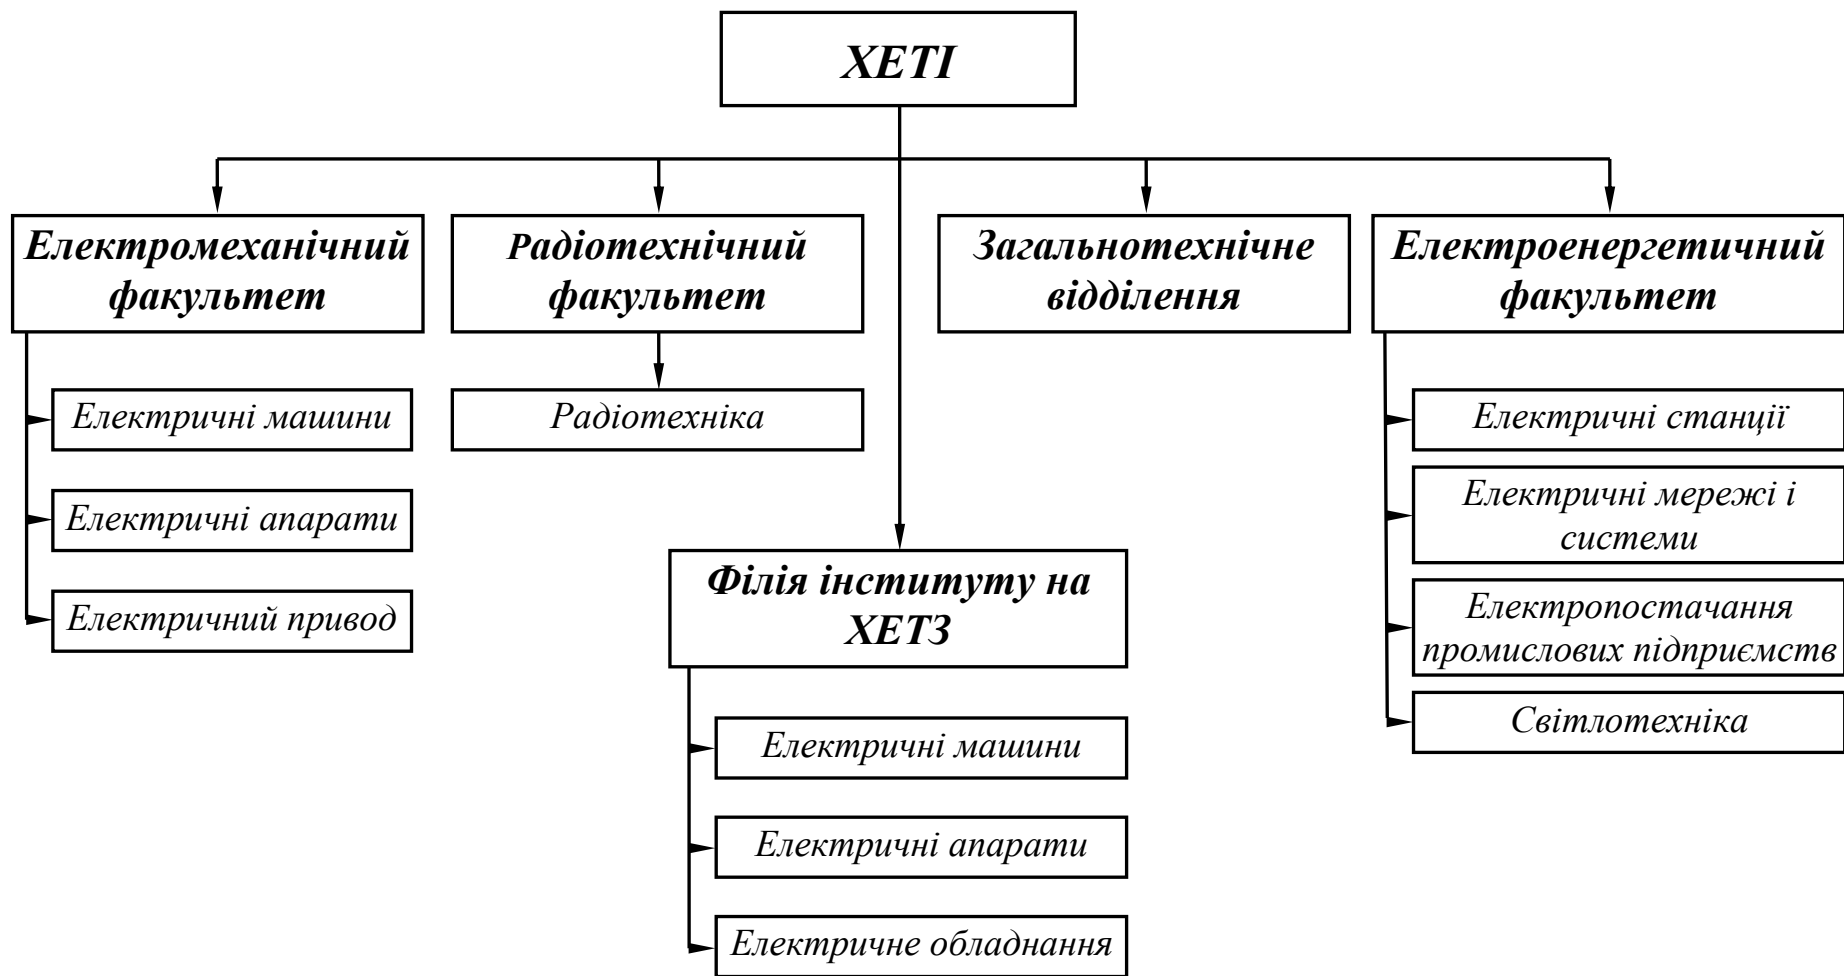 ХЕТІ
Електромеханічний
факультет
Радіотехнічний
факультет
Загальнотехнічне
відділення
Електроенергетичний
факультет
Електричні машини
Електричні апарати
Електричний привод
Радіотехніка
Філія інституту на
ХЕТЗ
Електричні машини
Електричні апарати
Електричне обладнання
Електричні станції
Електричні мережі і
системи
Електропостачання
промислових підприємств
Світлотехніка